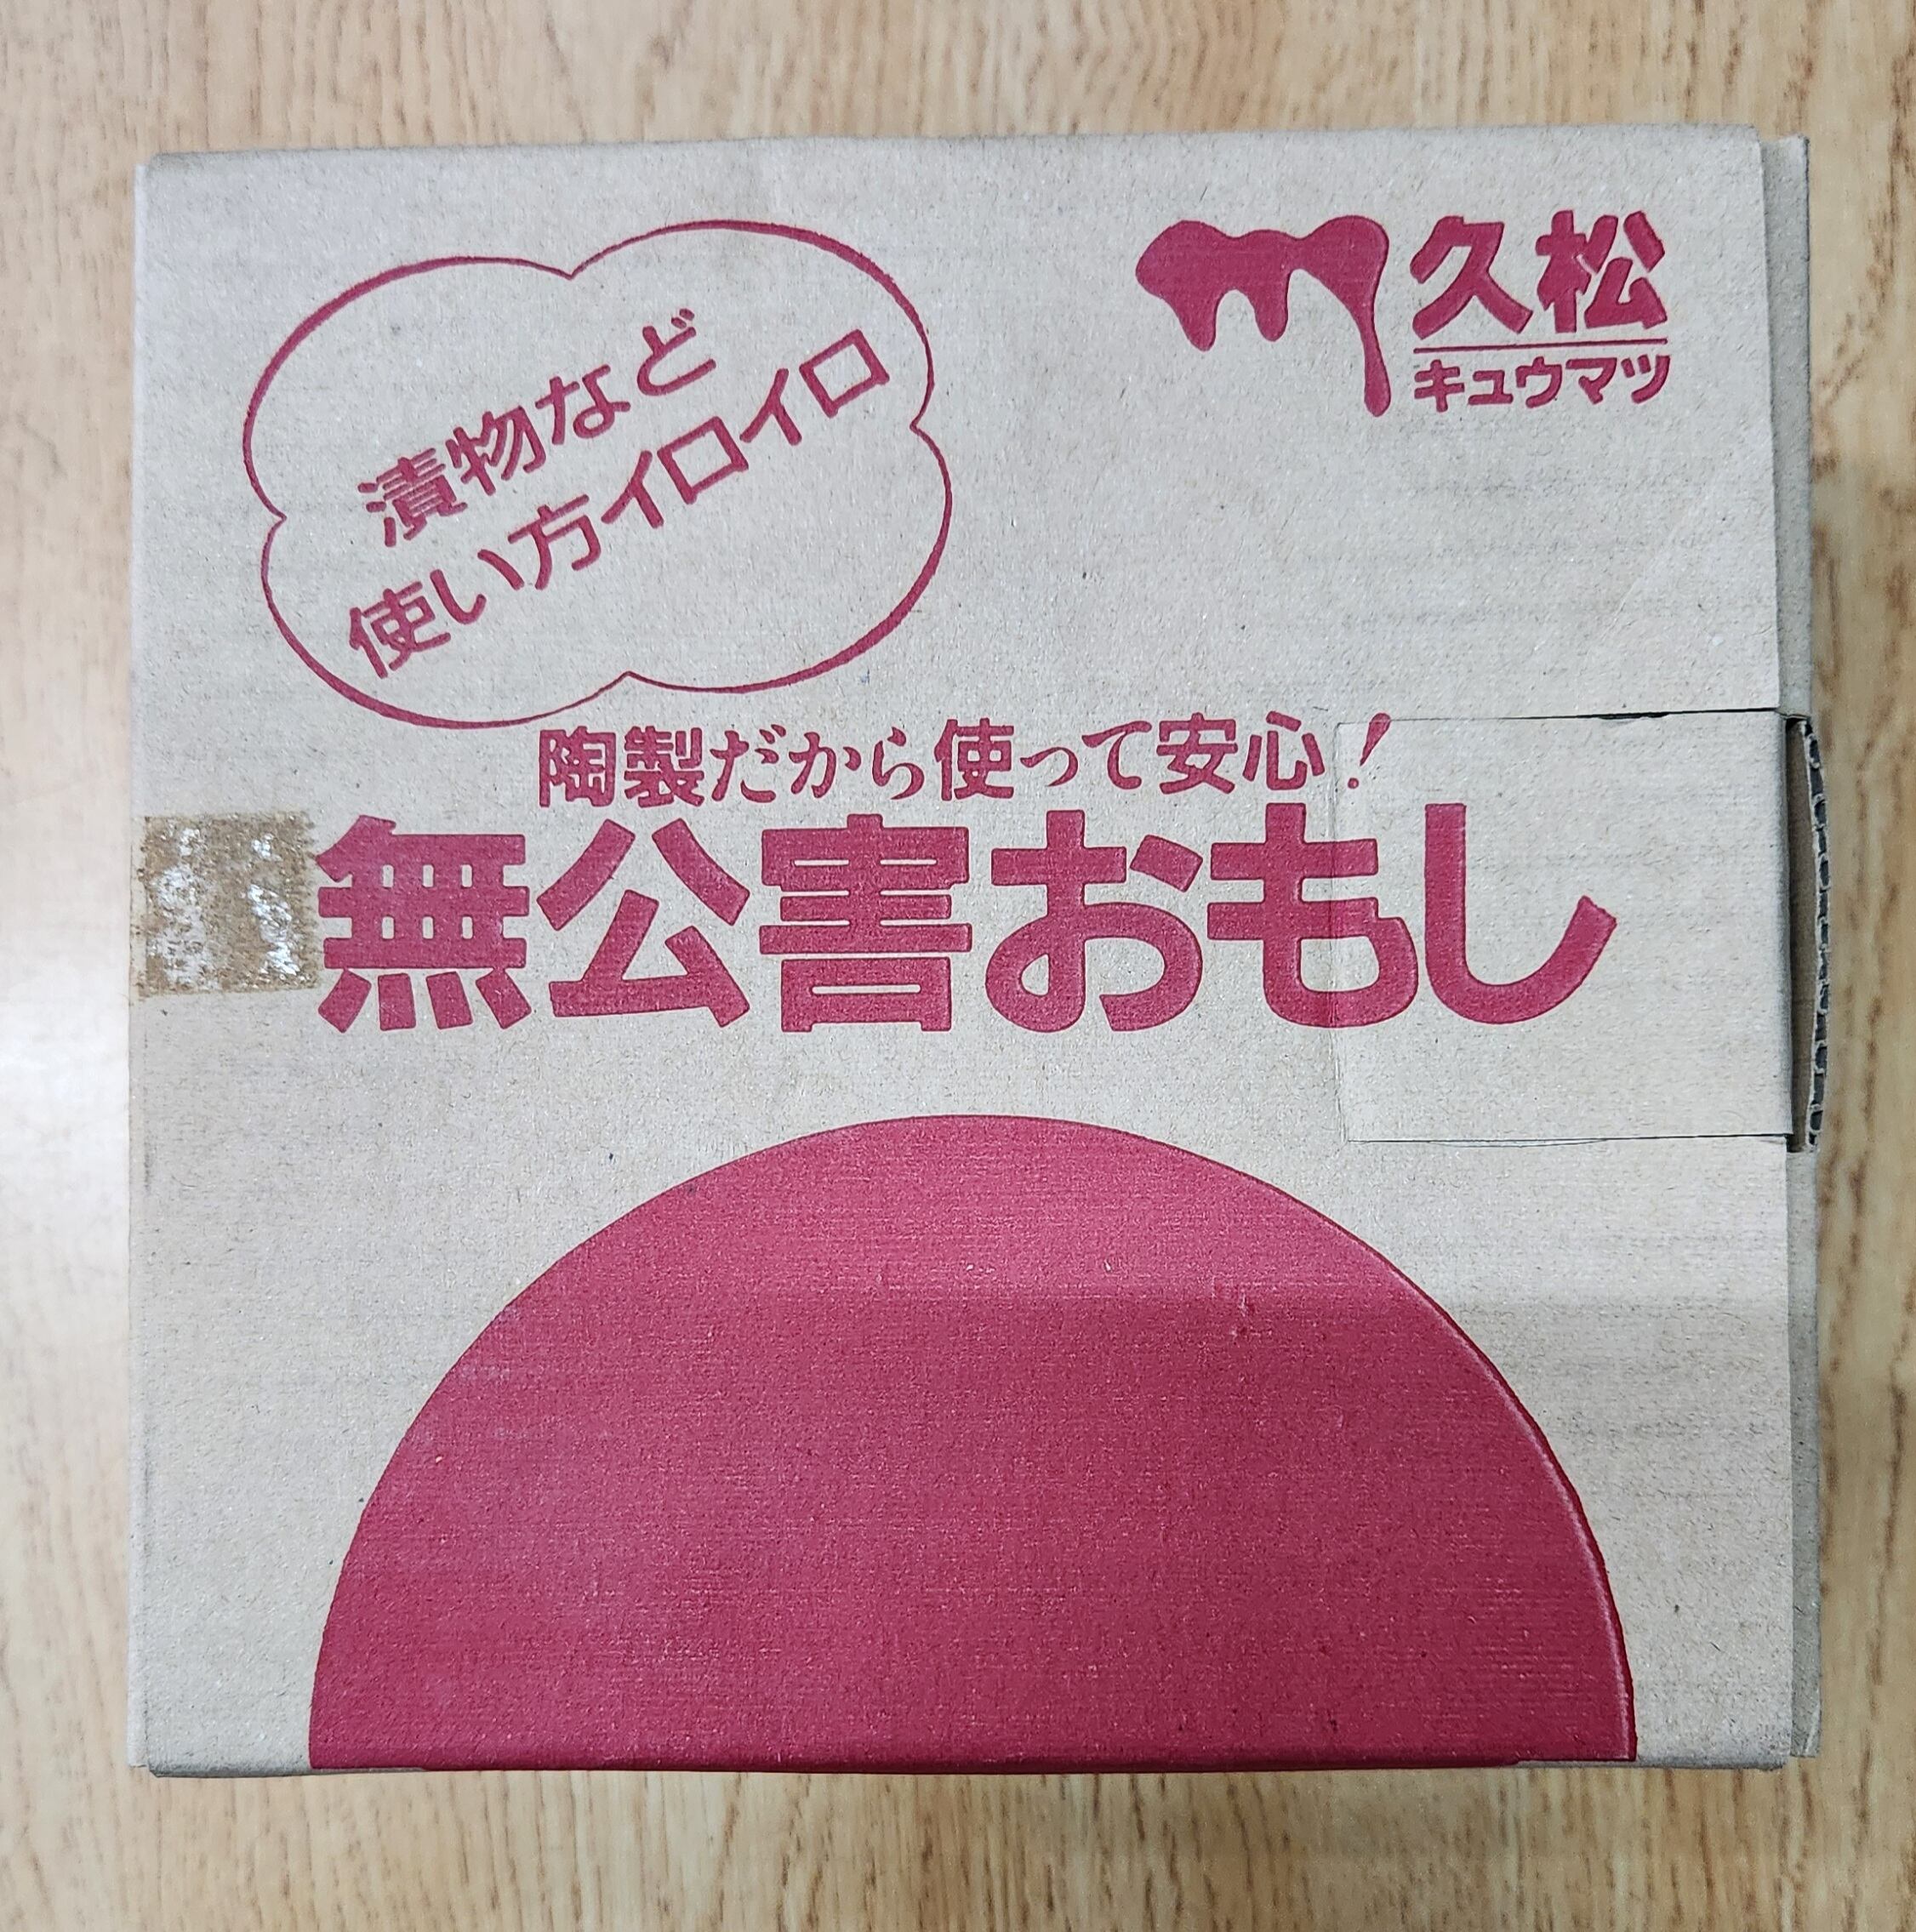 漬物など
使い方イロイロ
久松
キュウマツ
陶製だから使って安心！
無公害おもし